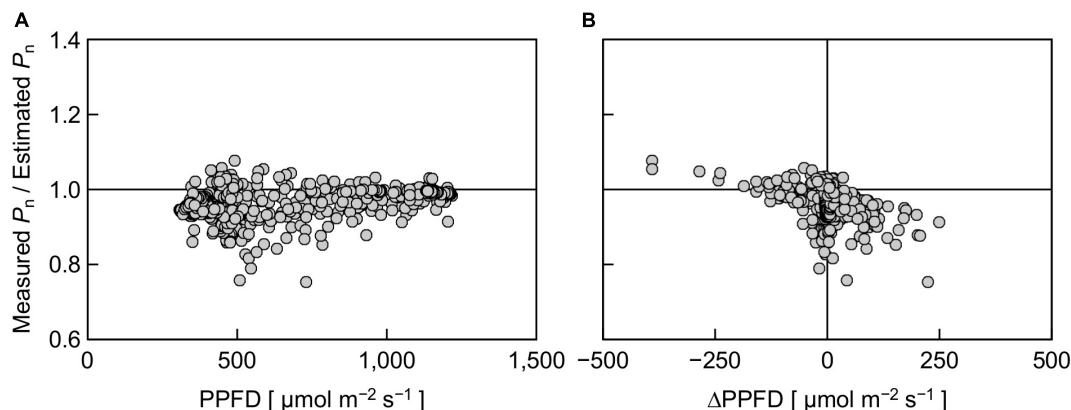 A
B
Measured Pn / Estimated Pn
1.4
1.2
1.0
0.8
0.6
0
500
1,000
1,500
−500
−250
0
250
500
PPFD [ µmol m−2 s−1 ]
ΔPPFD [ µmol m−2 s−1 ]